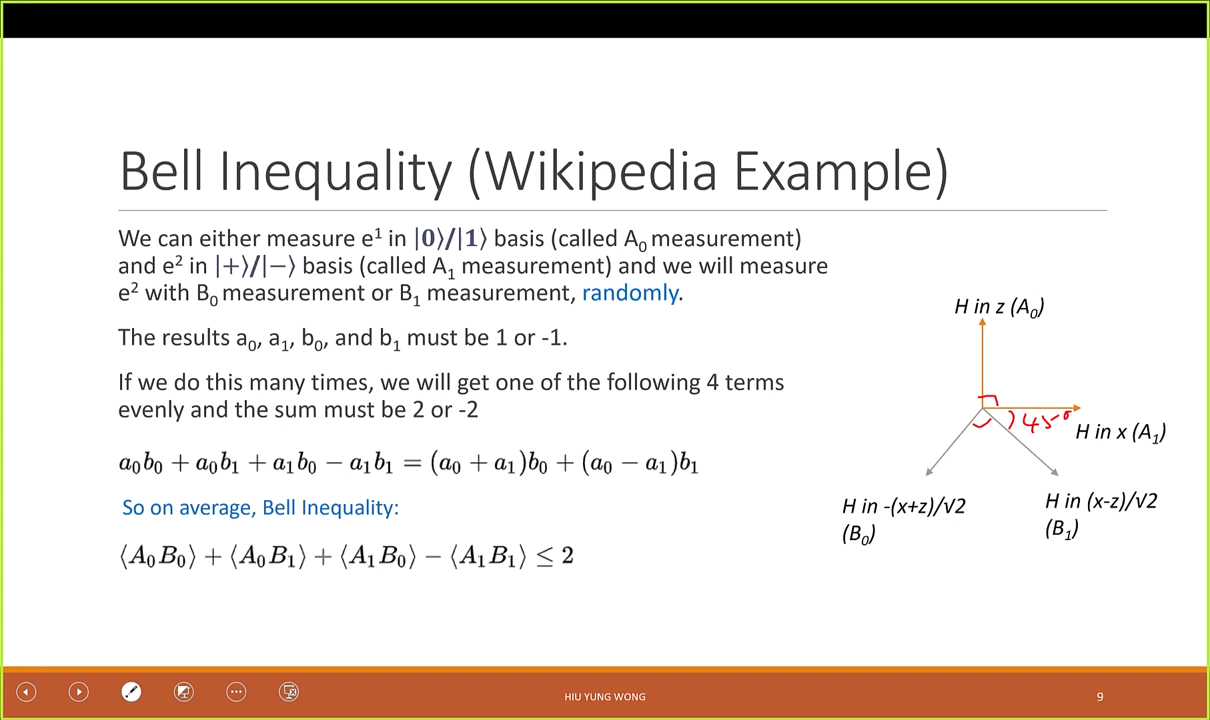 Bell Inequality (Wikipedia Example)
We can either measure e¹ in |0⟩/|1⟩ basis (called A₀ measurement)
and e² in |+⟩/|−⟩ basis (called A₁ measurement) and we will measure
e² with B₀ measurement or B₁ measurement, randomly.
The results a₀, a₁, b₀, and b₁ must be 1 or -1.
If we do this many times, we will get one of the following 4 terms
evenly and the sum must be 2 or -2
a₀b₀ + a₀b₁ + a₁b₀ − a₁b₁ = (a₀ + a₁)b₀ + (a₀ − a₁)b₁
So on average, Bell Inequality:
⟨A₀B₀⟩ + ⟨A₀B₁⟩ + ⟨A₁B₀⟩ − ⟨A₁B₁⟩ ≤ 2
H in z (A₀)
45°
H in x (A₁)
H in -(x+z)/√2
(B₀)
H in (x-z)/√2
(B₁)
HIU YUNG WONG
9